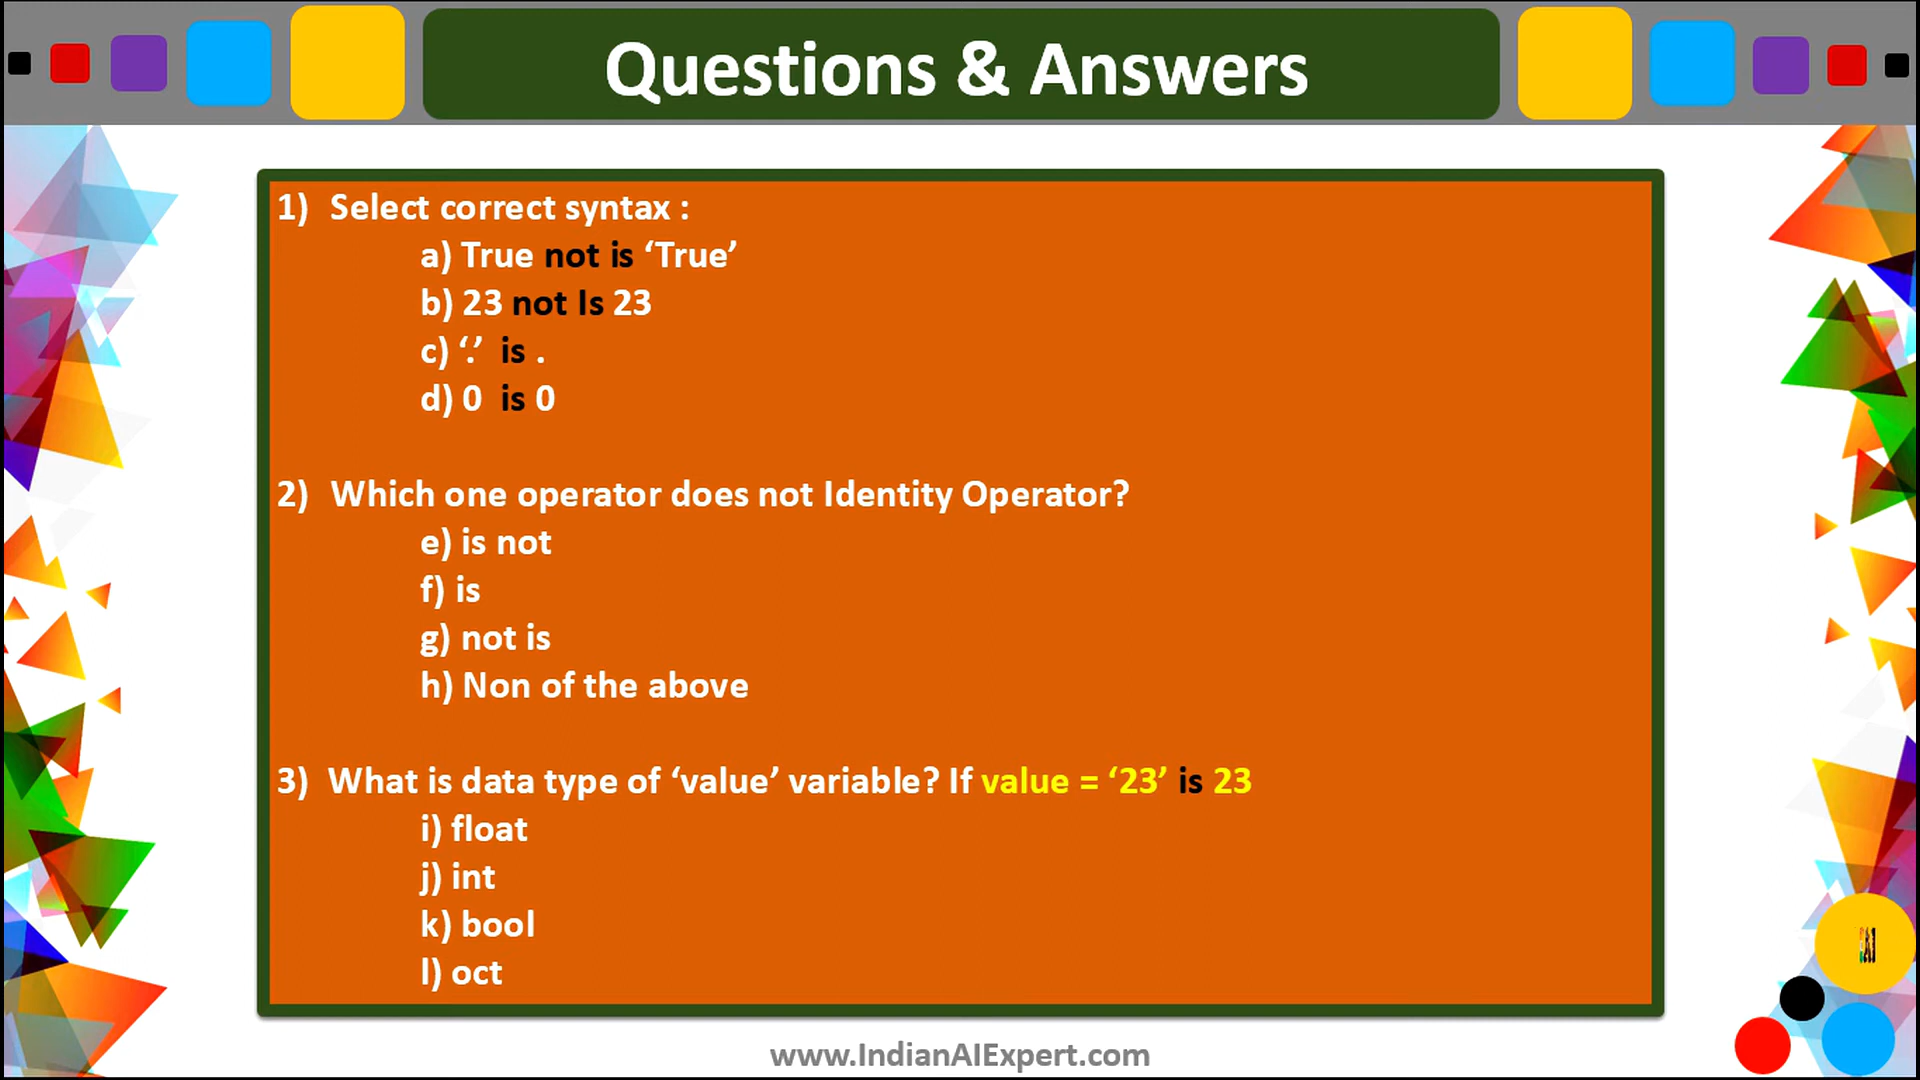 Questions & Answers
1) Select correct syntax :
a) True not is ‘True’
b) 23 not Is 23
c) ‘.’ is .
d) 0 is 0
2) Which one operator does not Identity Operator?
e) is not
f) is
g) not is
h) Non of the above
3) What is data type of ‘value’ variable? If value = ‘23’ is 23
i) float
j) int
k) bool
l) oct
www.IndianAIExpert.com